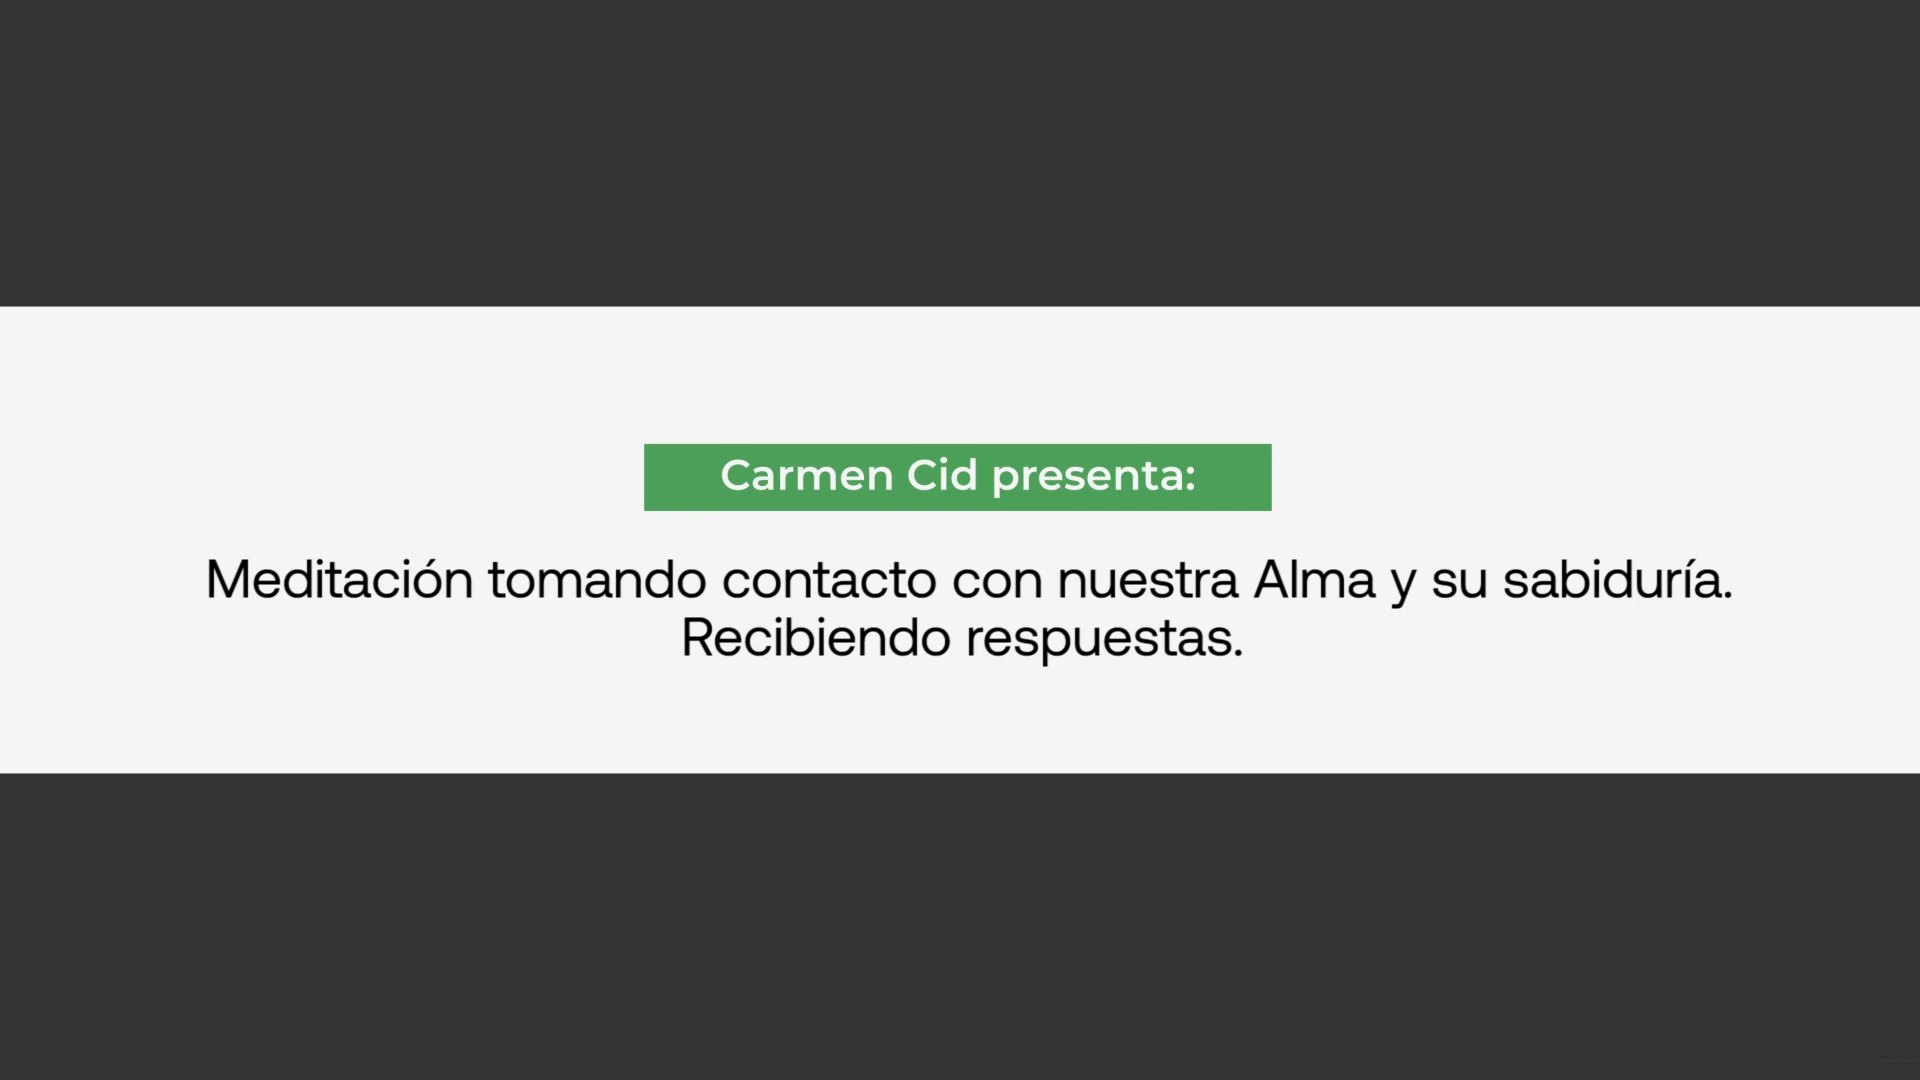 Carmen Cid presenta:
Meditación tomando contacto con nuestra Alma y su sabiduría.
Recibiendo respuestas.